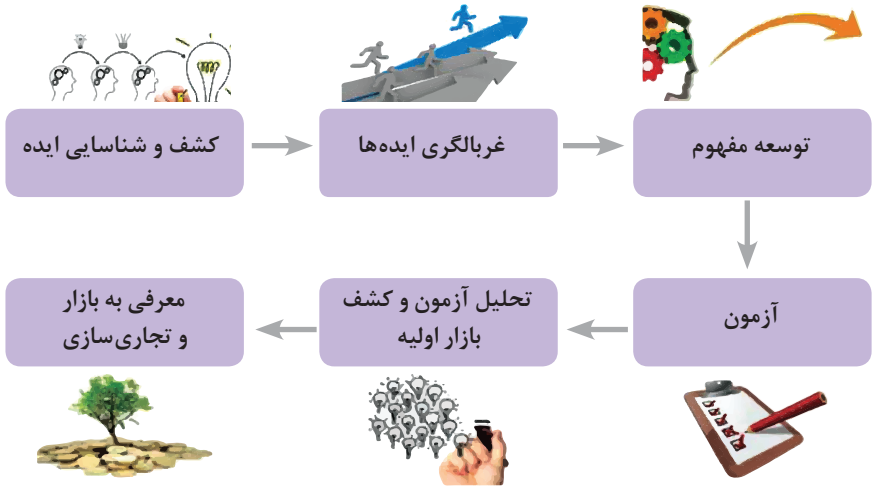 کشف و شناسایی ایده
غربالگری ایده‌ها
توسعه مفهوم
آزمون
تحلیل آزمون و کشف
بازار اولیه
معرفی به بازار
و تجاری‌سازی